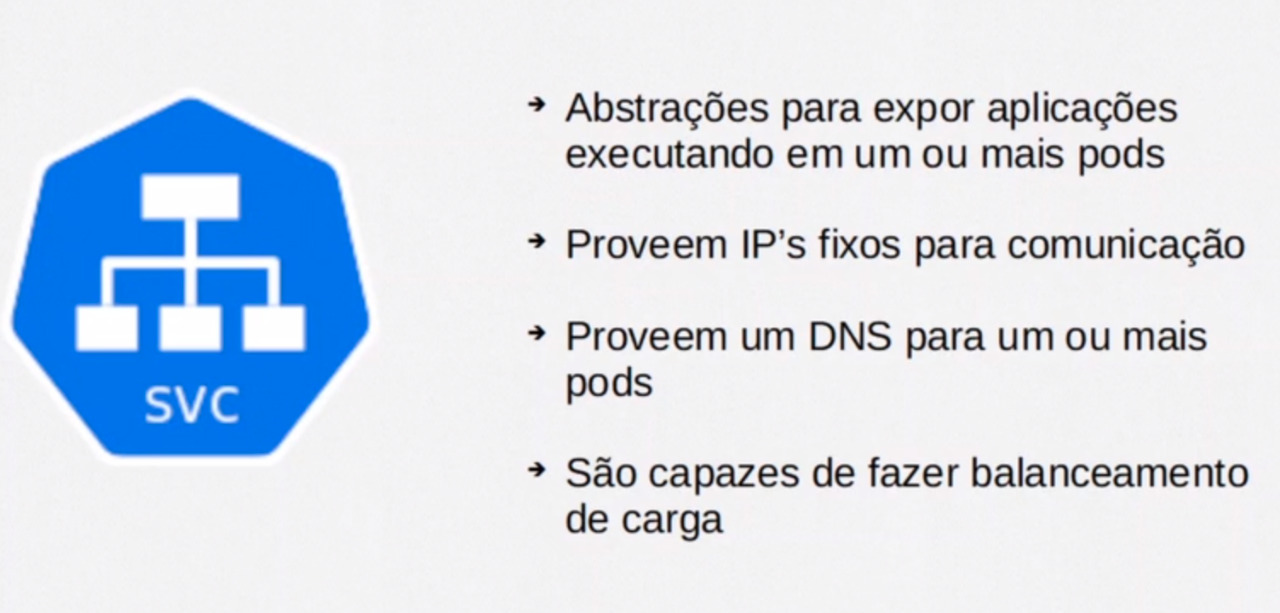 svc
➔ Abstrações para expor aplicações
executando em um ou mais pods
➔ Proveem IP’s fixos para comunicação
➔ Proveem um DNS para um ou mais
pods
➔ São capazes de fazer balanceamento
de carga